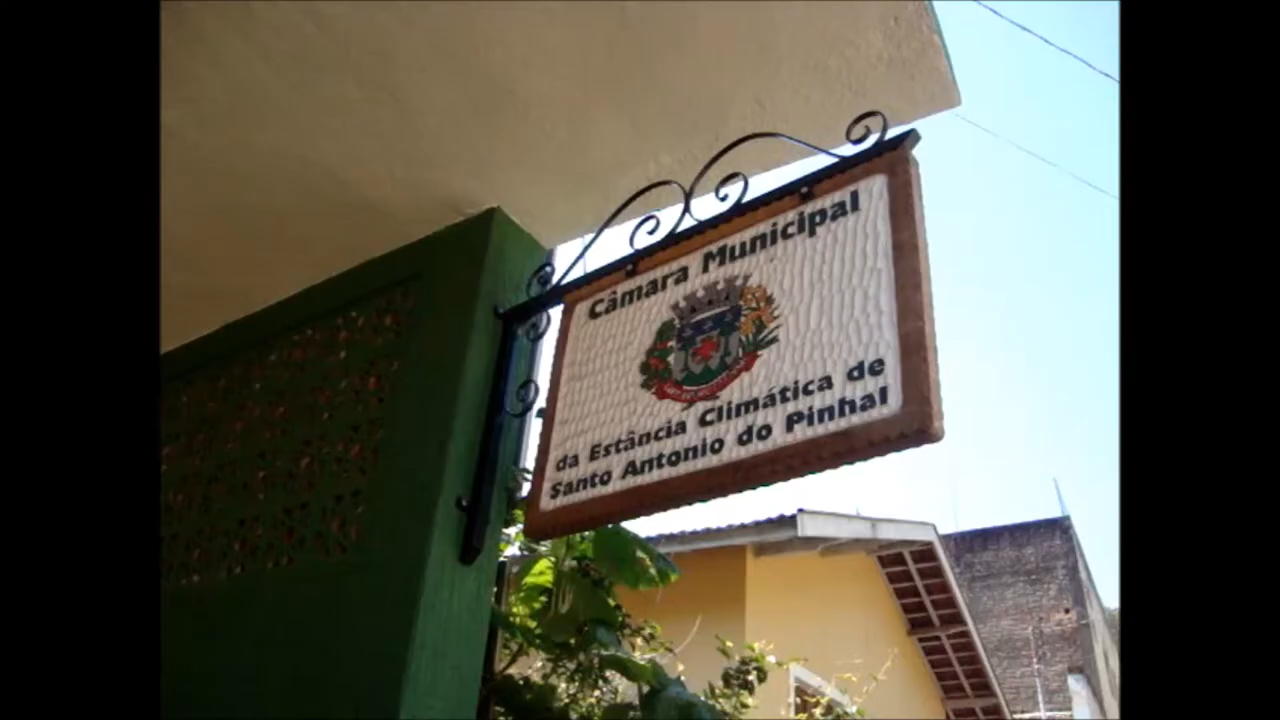 Câmara Municipal
da Estância Climática de
Santo Antonio do Pinhal